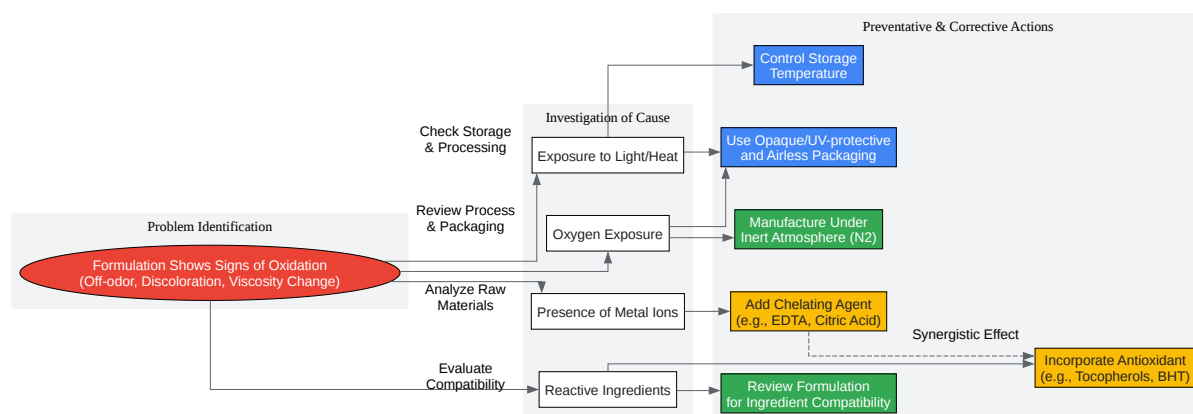 Preventative & Corrective Actions
Control Storage
Temperature
Investigation of Cause
Check Storage
& Processing
Exposure to Light/Heat
Use Opaque/UV-protective
and Airless Packaging
Problem Identification
Review Process
& Packaging
Oxygen Exposure
Manufacture Under
Inert Atmosphere (N2)
Formulation Shows Signs of Oxidation
(Off-odor, Discoloration, Viscosity Change)
Analyze Raw
Materials
Presence of Metal Ions
Add Chelating Agent
(e.g., EDTA, Citric Acid)
Synergistic Effect
Incorporate Antioxidant
(e.g., Tocopherols, BHT)
Evaluate
Compatibility
Reactive Ingredients
Review Formulation
for Ingredient Compatibility